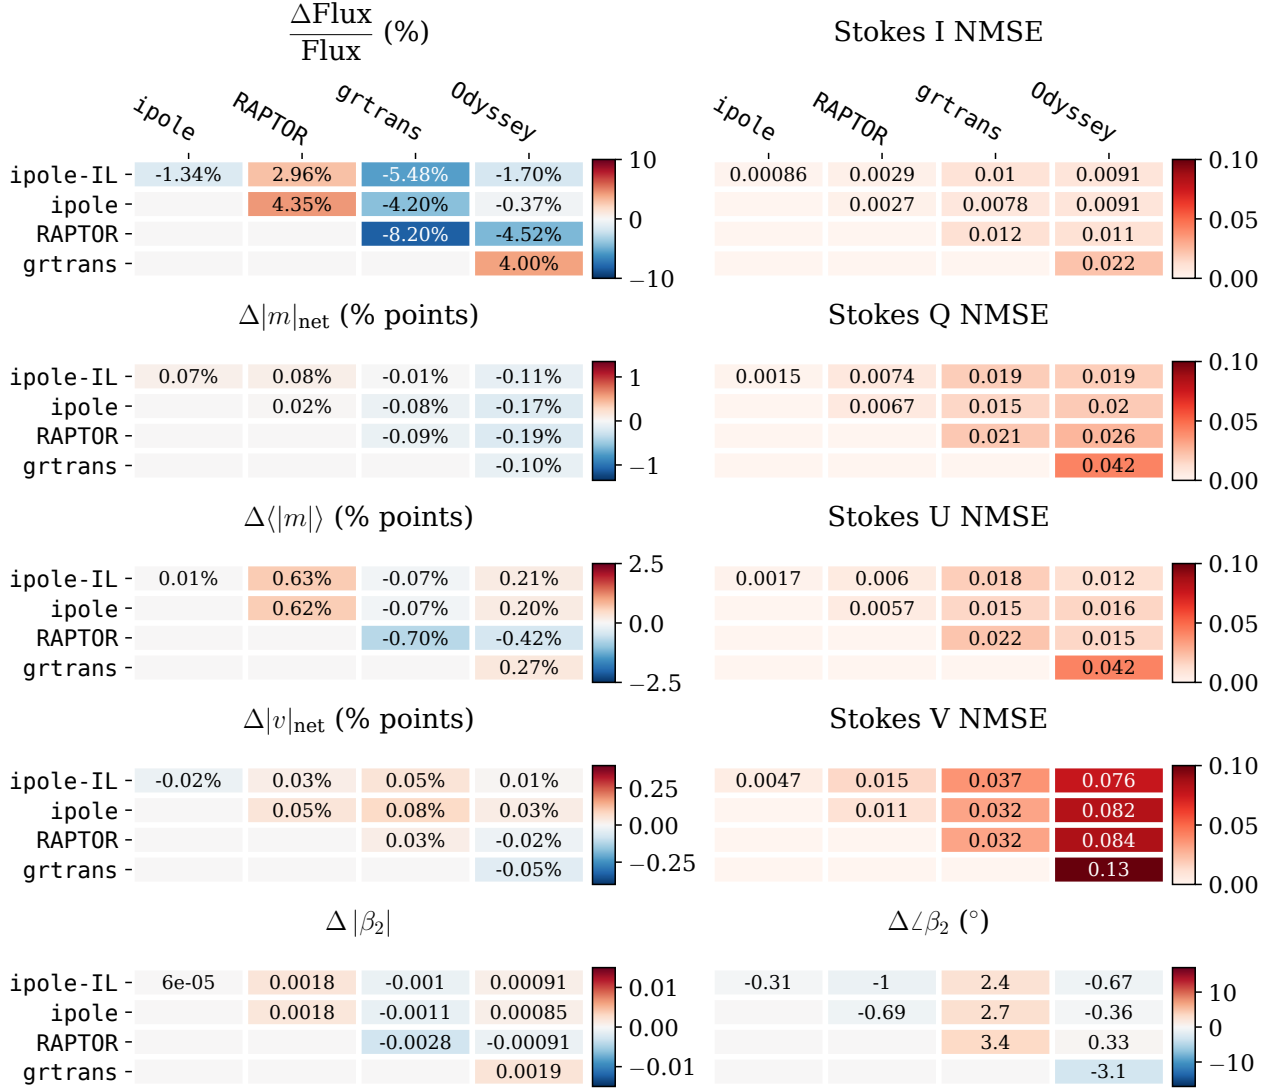 ΔFlux
Flux (%)
Stokes I NMSE
ipole RAPTOR grtrans Odyssey
ipole RAPTOR grtrans Odyssey
ipole-IL -1.34% 2.96% -5.48% -1.70% 10 0.00086 0.0029 0.01 0.0091 0.10
ipole 4.35% -4.20% -0.37% 0 0.0027 0.0078 0.0091 0.05
RAPTOR -8.20% -4.52% 0.012 0.011
grtrans 4.00% −10 0.022 0.00
Δ|m|net (% points)
Stokes Q NMSE
ipole-IL 0.07% 0.08% -0.01% -0.11% 1 0.0015 0.0074 0.019 0.019 0.10
ipole 0.02% -0.08% -0.17% 0 0.0067 0.015 0.02 0.05
RAPTOR -0.09% -0.19% 0.021 0.026
grtrans -0.10% −1 0.042 0.00
Δ⟨|m|⟩ (% points)
Stokes U NMSE
ipole-IL 0.01% 0.63% -0.07% 0.21% 2.5 0.0017 0.006 0.018 0.012 0.10
ipole 0.62% -0.07% 0.20% 0.0 0.0057 0.015 0.016 0.05
RAPTOR -0.70% -0.42% 0.022 0.015
grtrans 0.27% −2.5 0.042 0.00
Δ|v|net (% points)
Stokes V NMSE
ipole-IL -0.02% 0.03% 0.05% 0.01% 0.25 0.0047 0.015 0.037 0.076 0.10
ipole 0.05% 0.08% 0.03% 0.00 0.011 0.032 0.082 0.05
RAPTOR 0.03% -0.02% 0.032 0.084
grtrans -0.05% −0.25 0.13 0.00
Δ |β₂|
Δ∠β₂ (°)
ipole-IL 6e-05 0.0018 -0.001 0.00091 0.01 -0.31 -1 2.4 -0.67 10
ipole 0.0018 -0.0011 0.00085 0.00 -0.69 2.7 -0.36 0
RAPTOR -0.0028 -0.00091 3.4 0.33
grtrans 0.0019 −0.01 -3.1 −10